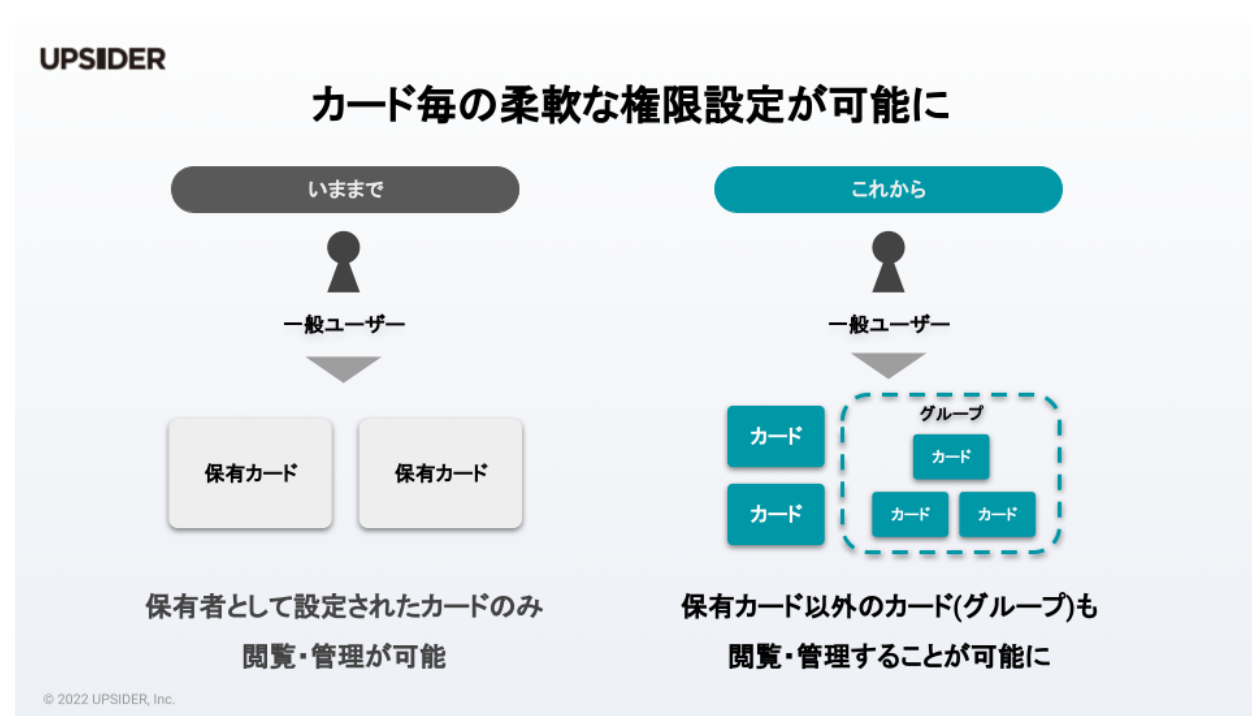 UPSIDER
カード毎の柔軟な権限設定が可能に
いままで
一般ユーザー
保有カード
保有カード
保有者として設定されたカードのみ
閲覧・管理が可能
これから
一般ユーザー
カード
カード
グループ
カード
カード
カード
保有カード以外のカード(グループ)も
閲覧・管理することが可能に
© 2022 UPSIDER, Inc.